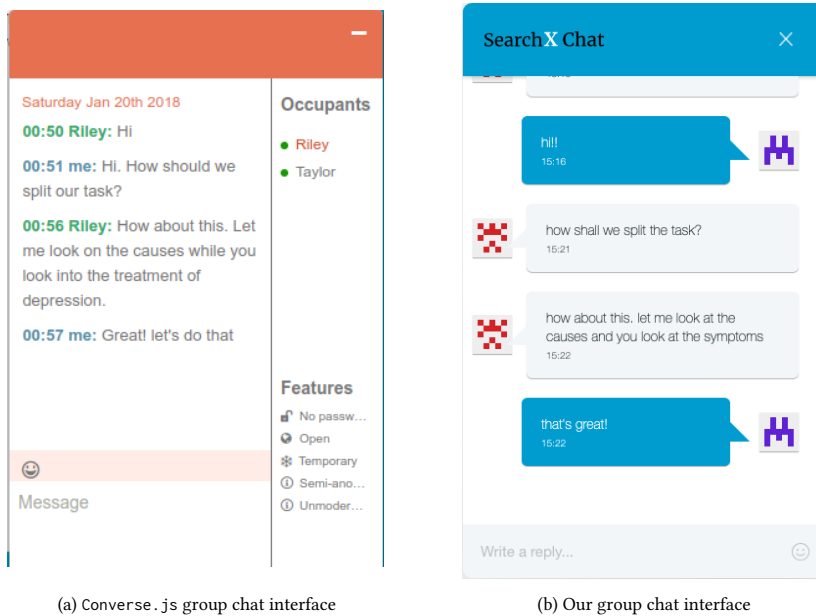 Saturday Jan 20th 2018
00:50 Riley: Hi
00:51 me: Hi. How should we
split our task?
00:56 Riley: How about this. Let
me look on the causes while you
look into the treatment of
depression.
00:57 me: Great! let's do that
Message
Occupants
Riley
Taylor
Features
No passw...
Open
Temporary
Semi-ano...
Unmoder...
(a) Converse.js group chat interface
SearchX Chat
hi!!
15:16
how shall we split the task?
15:21
how about this. let me look at the
causes and you look at the symptoms
15:22
that's great!
15:22
Write a reply...
(b) Our group chat interface